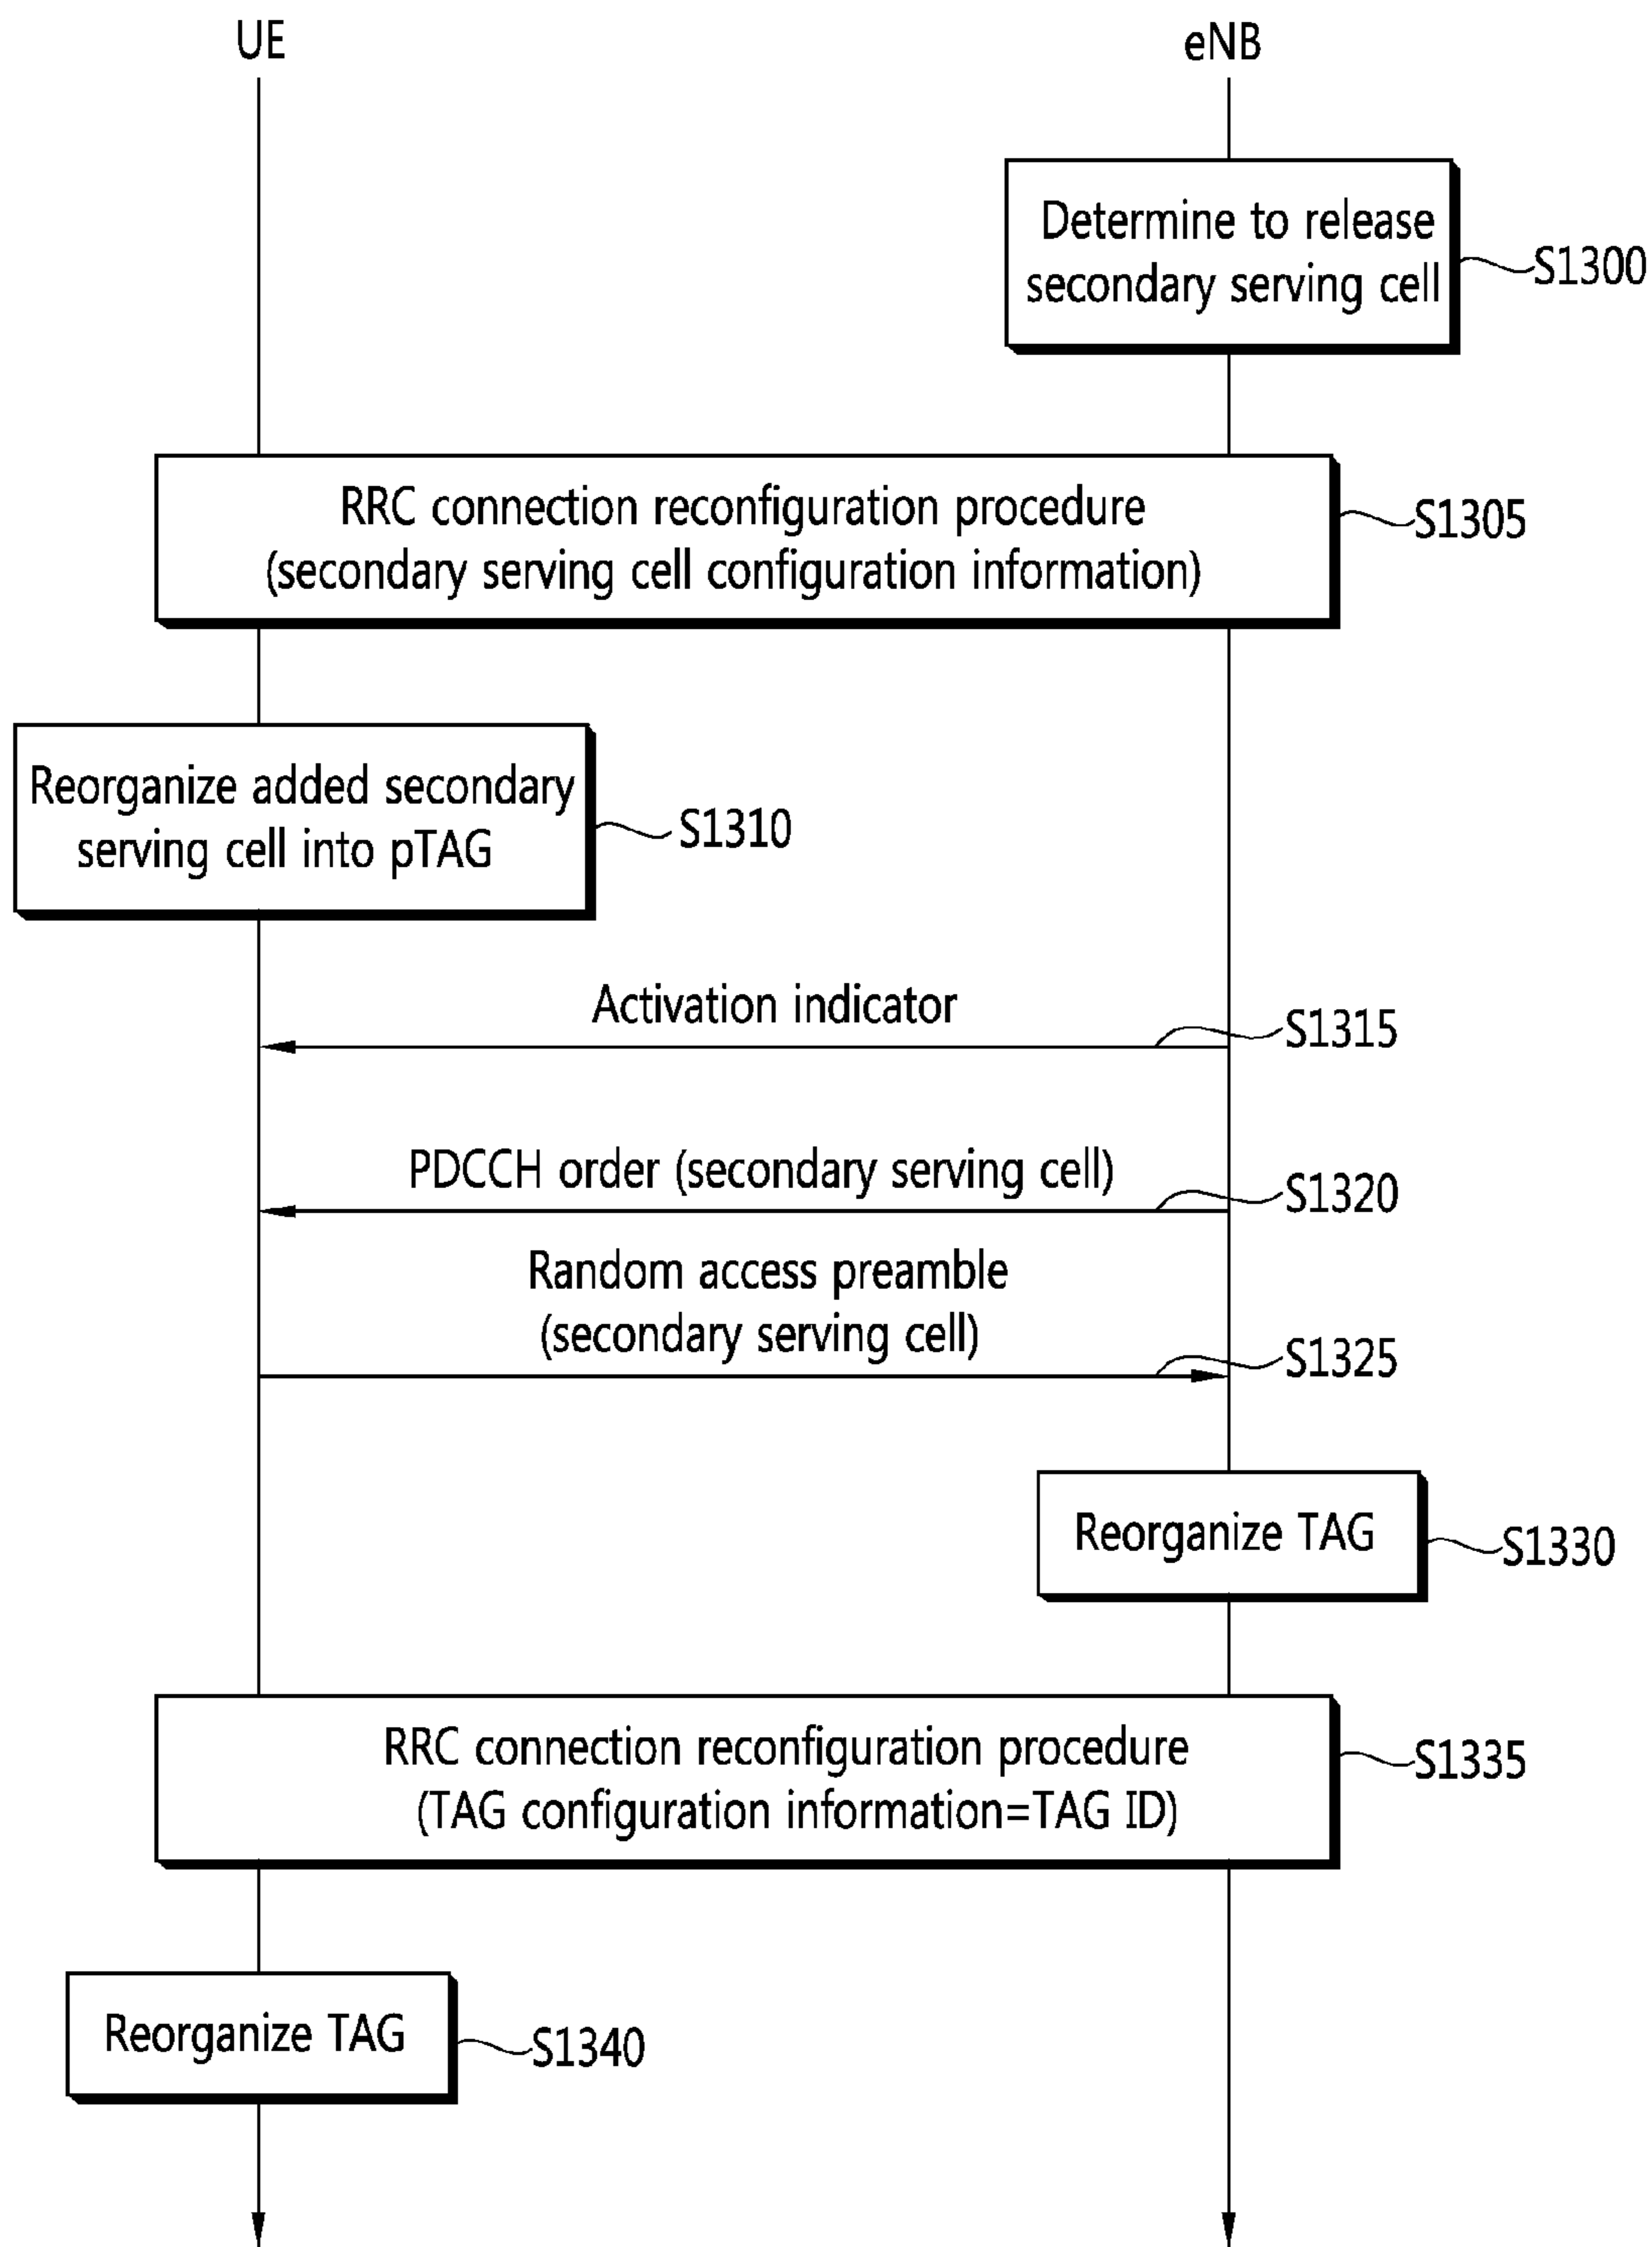 UE
eNB
Determine to release
secondary serving cell
S1300
RRC connection reconfiguration procedure
(secondary serving cell configuration information)
S1305
Reorganize added secondary
serving cell into pTAG
S1310
Activation indicator
S1315
PDCCH order (secondary serving cell)
S1320
Random access preamble
(secondary serving cell)
S1325
Reorganize TAG
S1330
RRC connection reconfiguration procedure
(TAG configuration information=TAG ID)
S1335
Reorganize TAG
S1340